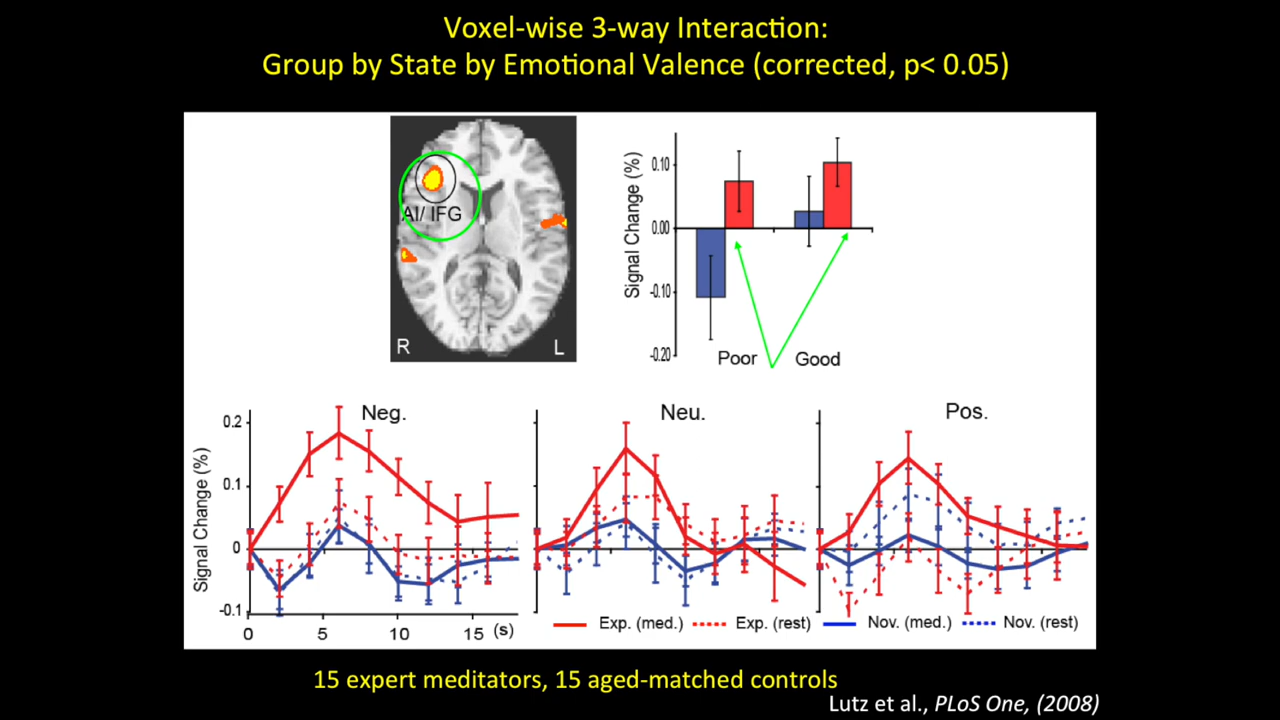 Voxel-wise 3-way Interaction:
Group by State by Emotional Valence (corrected, p< 0.05)
AI/ IFG
R
L
Signal Change (%)
0.10
0.00
-0.10
-0.20
Poor
Good
Neg.
Neu.
Pos.
Signal Change (%)
0.2
0.1
0
-0.1
0 5 10 15 (s)
Exp. (med.) Exp. (rest) Nov. (med.) Nov. (rest)
15 expert meditators, 15 aged-matched controls
Lutz et al., PLoS One, (2008)